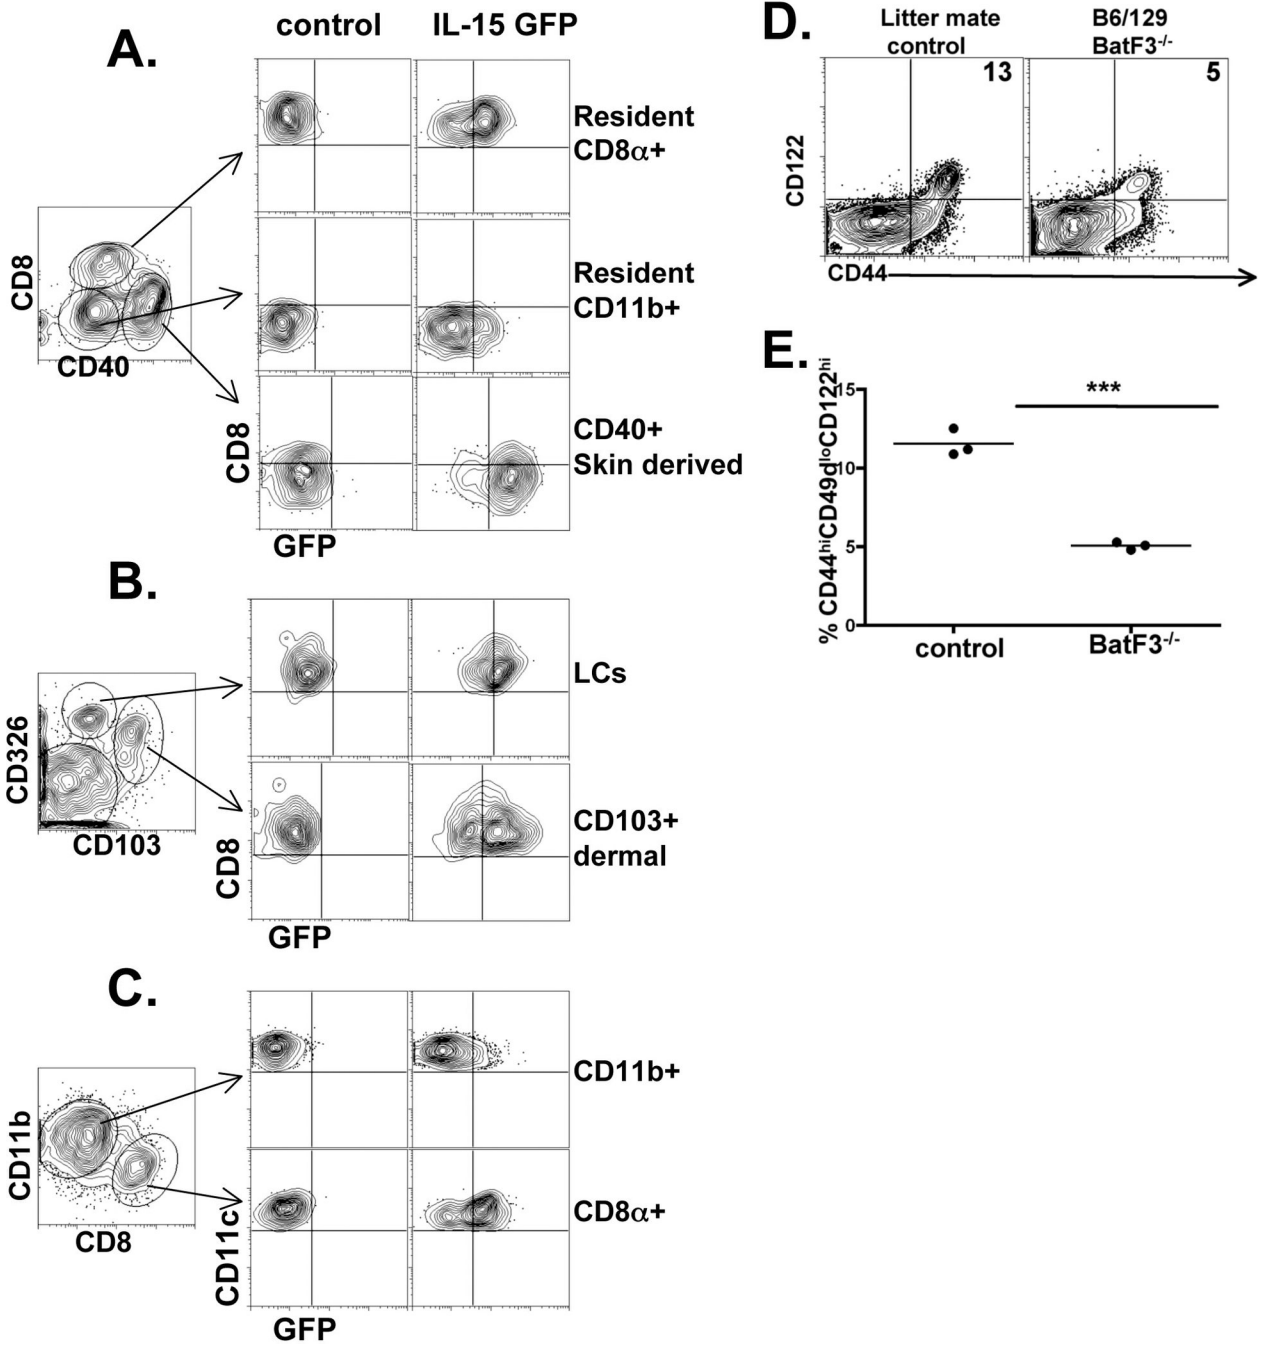 A.
control
IL-15 GFP
Resident
CD8α+
Resident
CD11b+
CD40+
Skin derived
CD8
CD40
CD8
GFP
B.
LCs
CD103+
dermal
CD326
CD103
CD8
GFP
C.
CD11b+
CD8α+
CD11b
CD8
CD11c
GFP
D.
Litter mate
control
B6/129
BatF3-/-
13
5
CD122
CD44
E.
% CD44hiCD49dloCD122hi
15
10
5
0
***
control
BatF3-/-